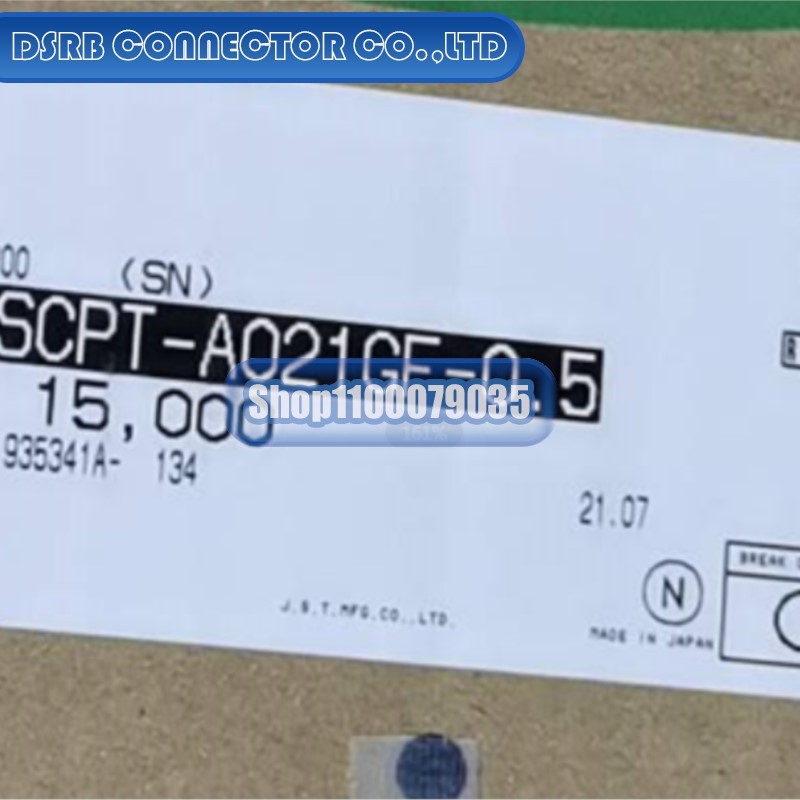 DSRB CONNECTOR CO.,LTD
00 (SN)
SCPT-A021GF-0.5
15,000
Shop1100079035
935341A- 134
21.07
N
BREAK
J.S.T.MFG.CO.,LTD.
MADE IN JAPAN